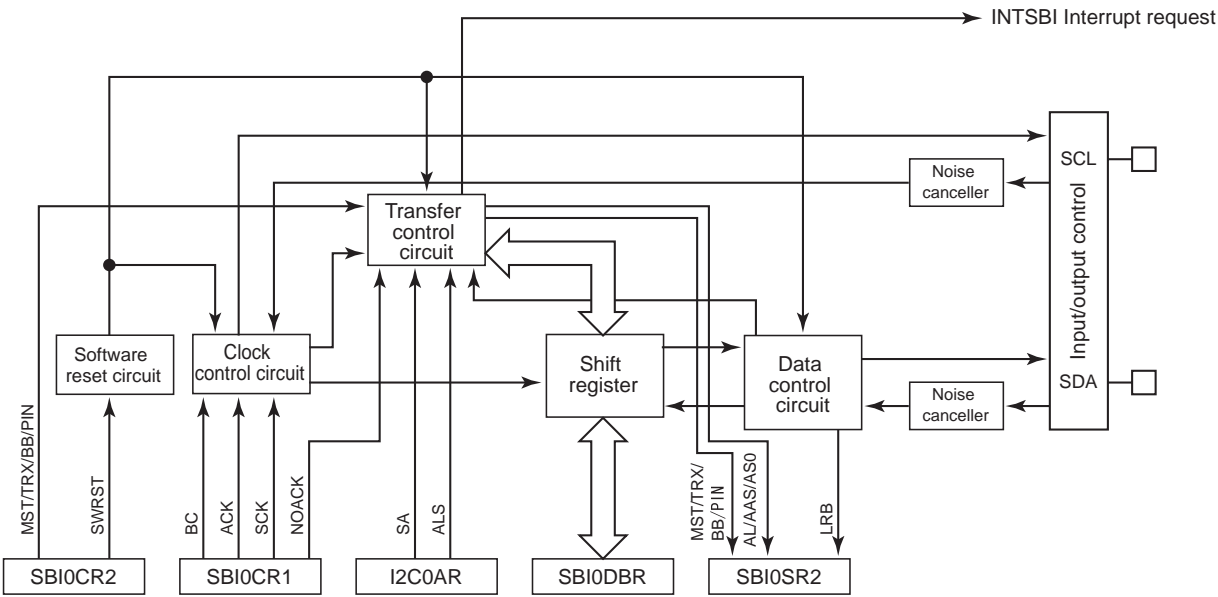 INTSBI Interrupt request
SCL
Noise
canceller
Input/output control
Transfer
control
circuit
Software
reset circuit
Clock
control circuit
Shift
register
Data
control
circuit
SDA
Noise
canceller
MST/TRX/BB/PIN
SWRST
BC
ACK
SCK
NOACK
SA
ALS
MST/TRX/
BB/PIN
AL/AAS/AS0
LRB
SBI0CR2
SBI0CR1
I2C0AR
SBI0DBR
SBI0SR2